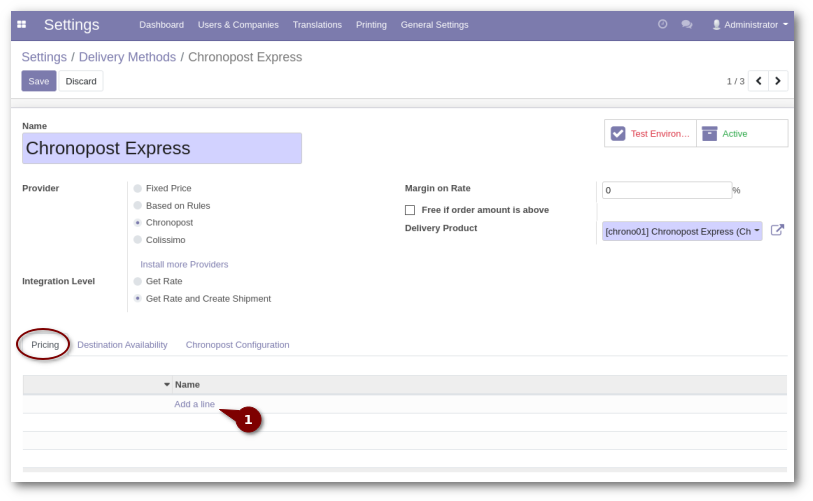 Settings Dashboard Users & Companies Translations Printing General Settings Administrator
Settings / Delivery Methods / Chronopost Express
Save Discard 1 / 3
Name
Chronopost Express
Test Environ... Active
Provider Fixed Price Margin on Rate 0 %
Based on Rules
Free if order amount is above
Chronopost
Delivery Product [chrono01] Chronopost Express (Ch
Colissimo
Install more Providers
Integration Level Get Rate
Get Rate and Create Shipment
Pricing Destination Availability Chronopost Configuration
Name
Add a line
1